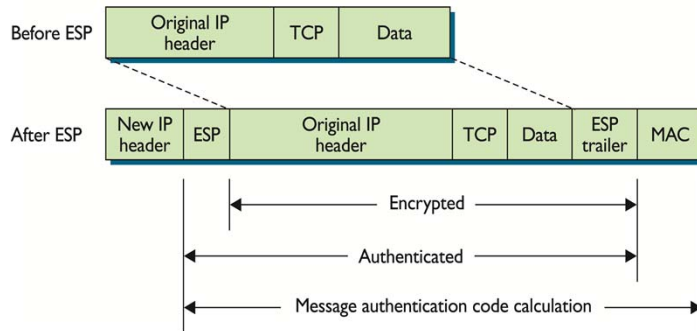 Before ESP
Original IP
header
TCP
Data
After ESP
New IP
header
ESP
Original IP
header
TCP
Data
ESP
trailer
MAC
Encrypted
Authenticated
Message authentication code calculation